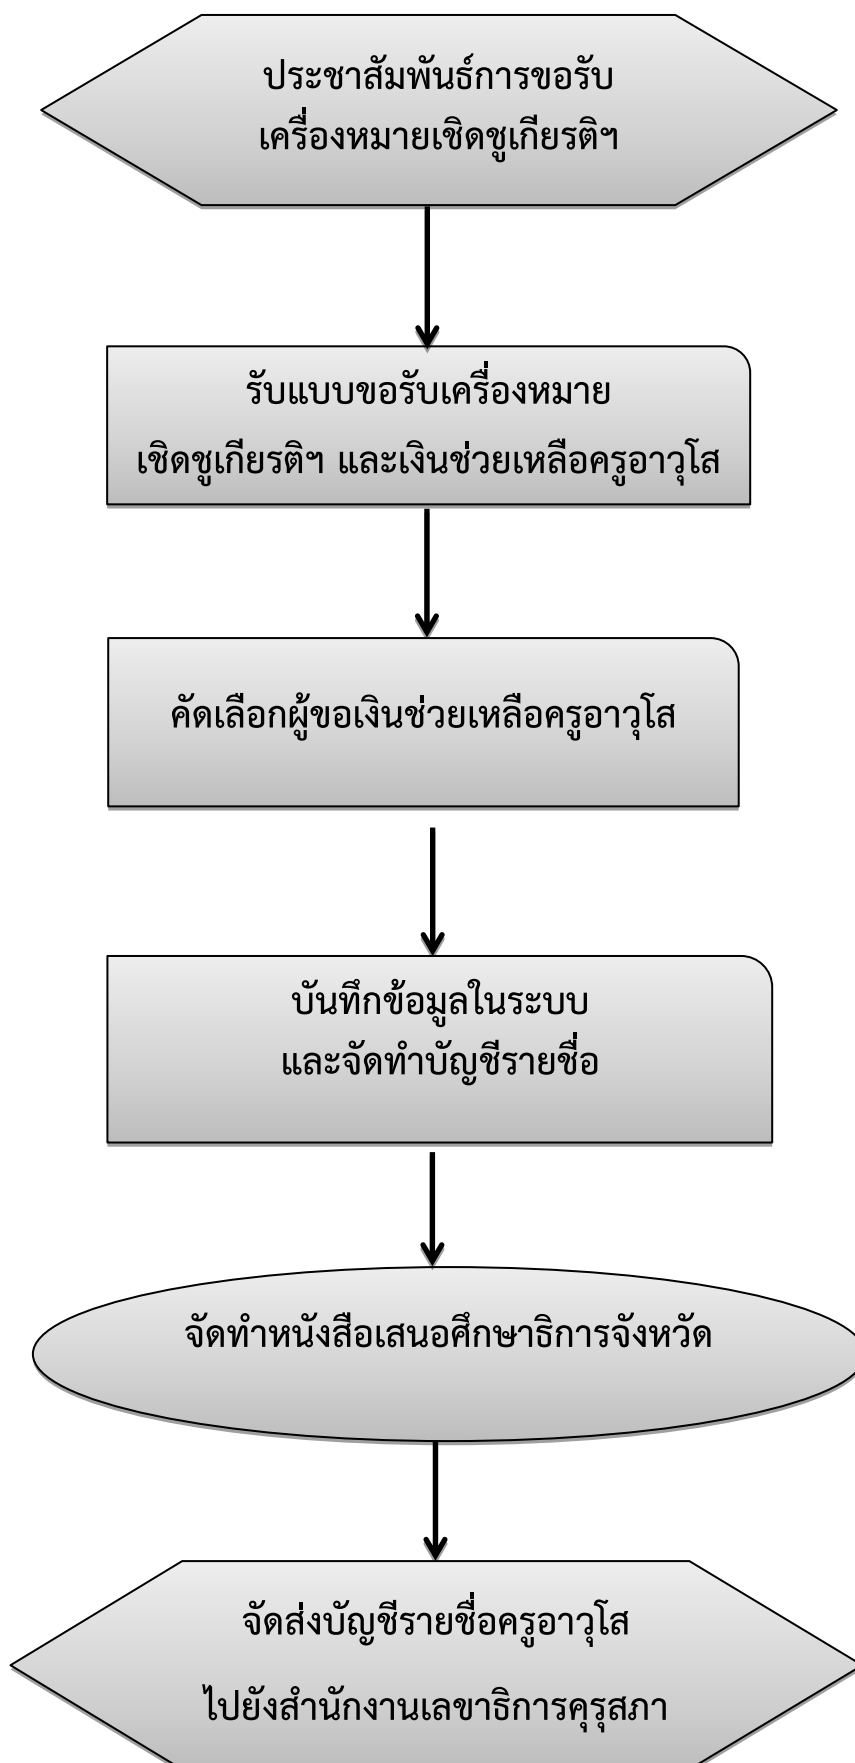 ประชาสัมพันธ์การขอรับ
เครื่องหมายเชิดชูเกียรติฯ
รับแบบขอรับเครื่องหมาย
เชิดชูเกียรติฯ และเงินช่วยเหลือครูอาวุโส
คัดเลือกผู้ขอเงินช่วยเหลือครูอาวุโส
บันทึกข้อมูลในระบบ
และจัดทำบัญชีรายชื่อ
จัดทำหนังสือเสนอศึกษาธิการจังหวัด
จัดส่งบัญชีรายชื่อครูอาวุโส
ไปยังสำนักงานเลขาธิการคุรุสภา